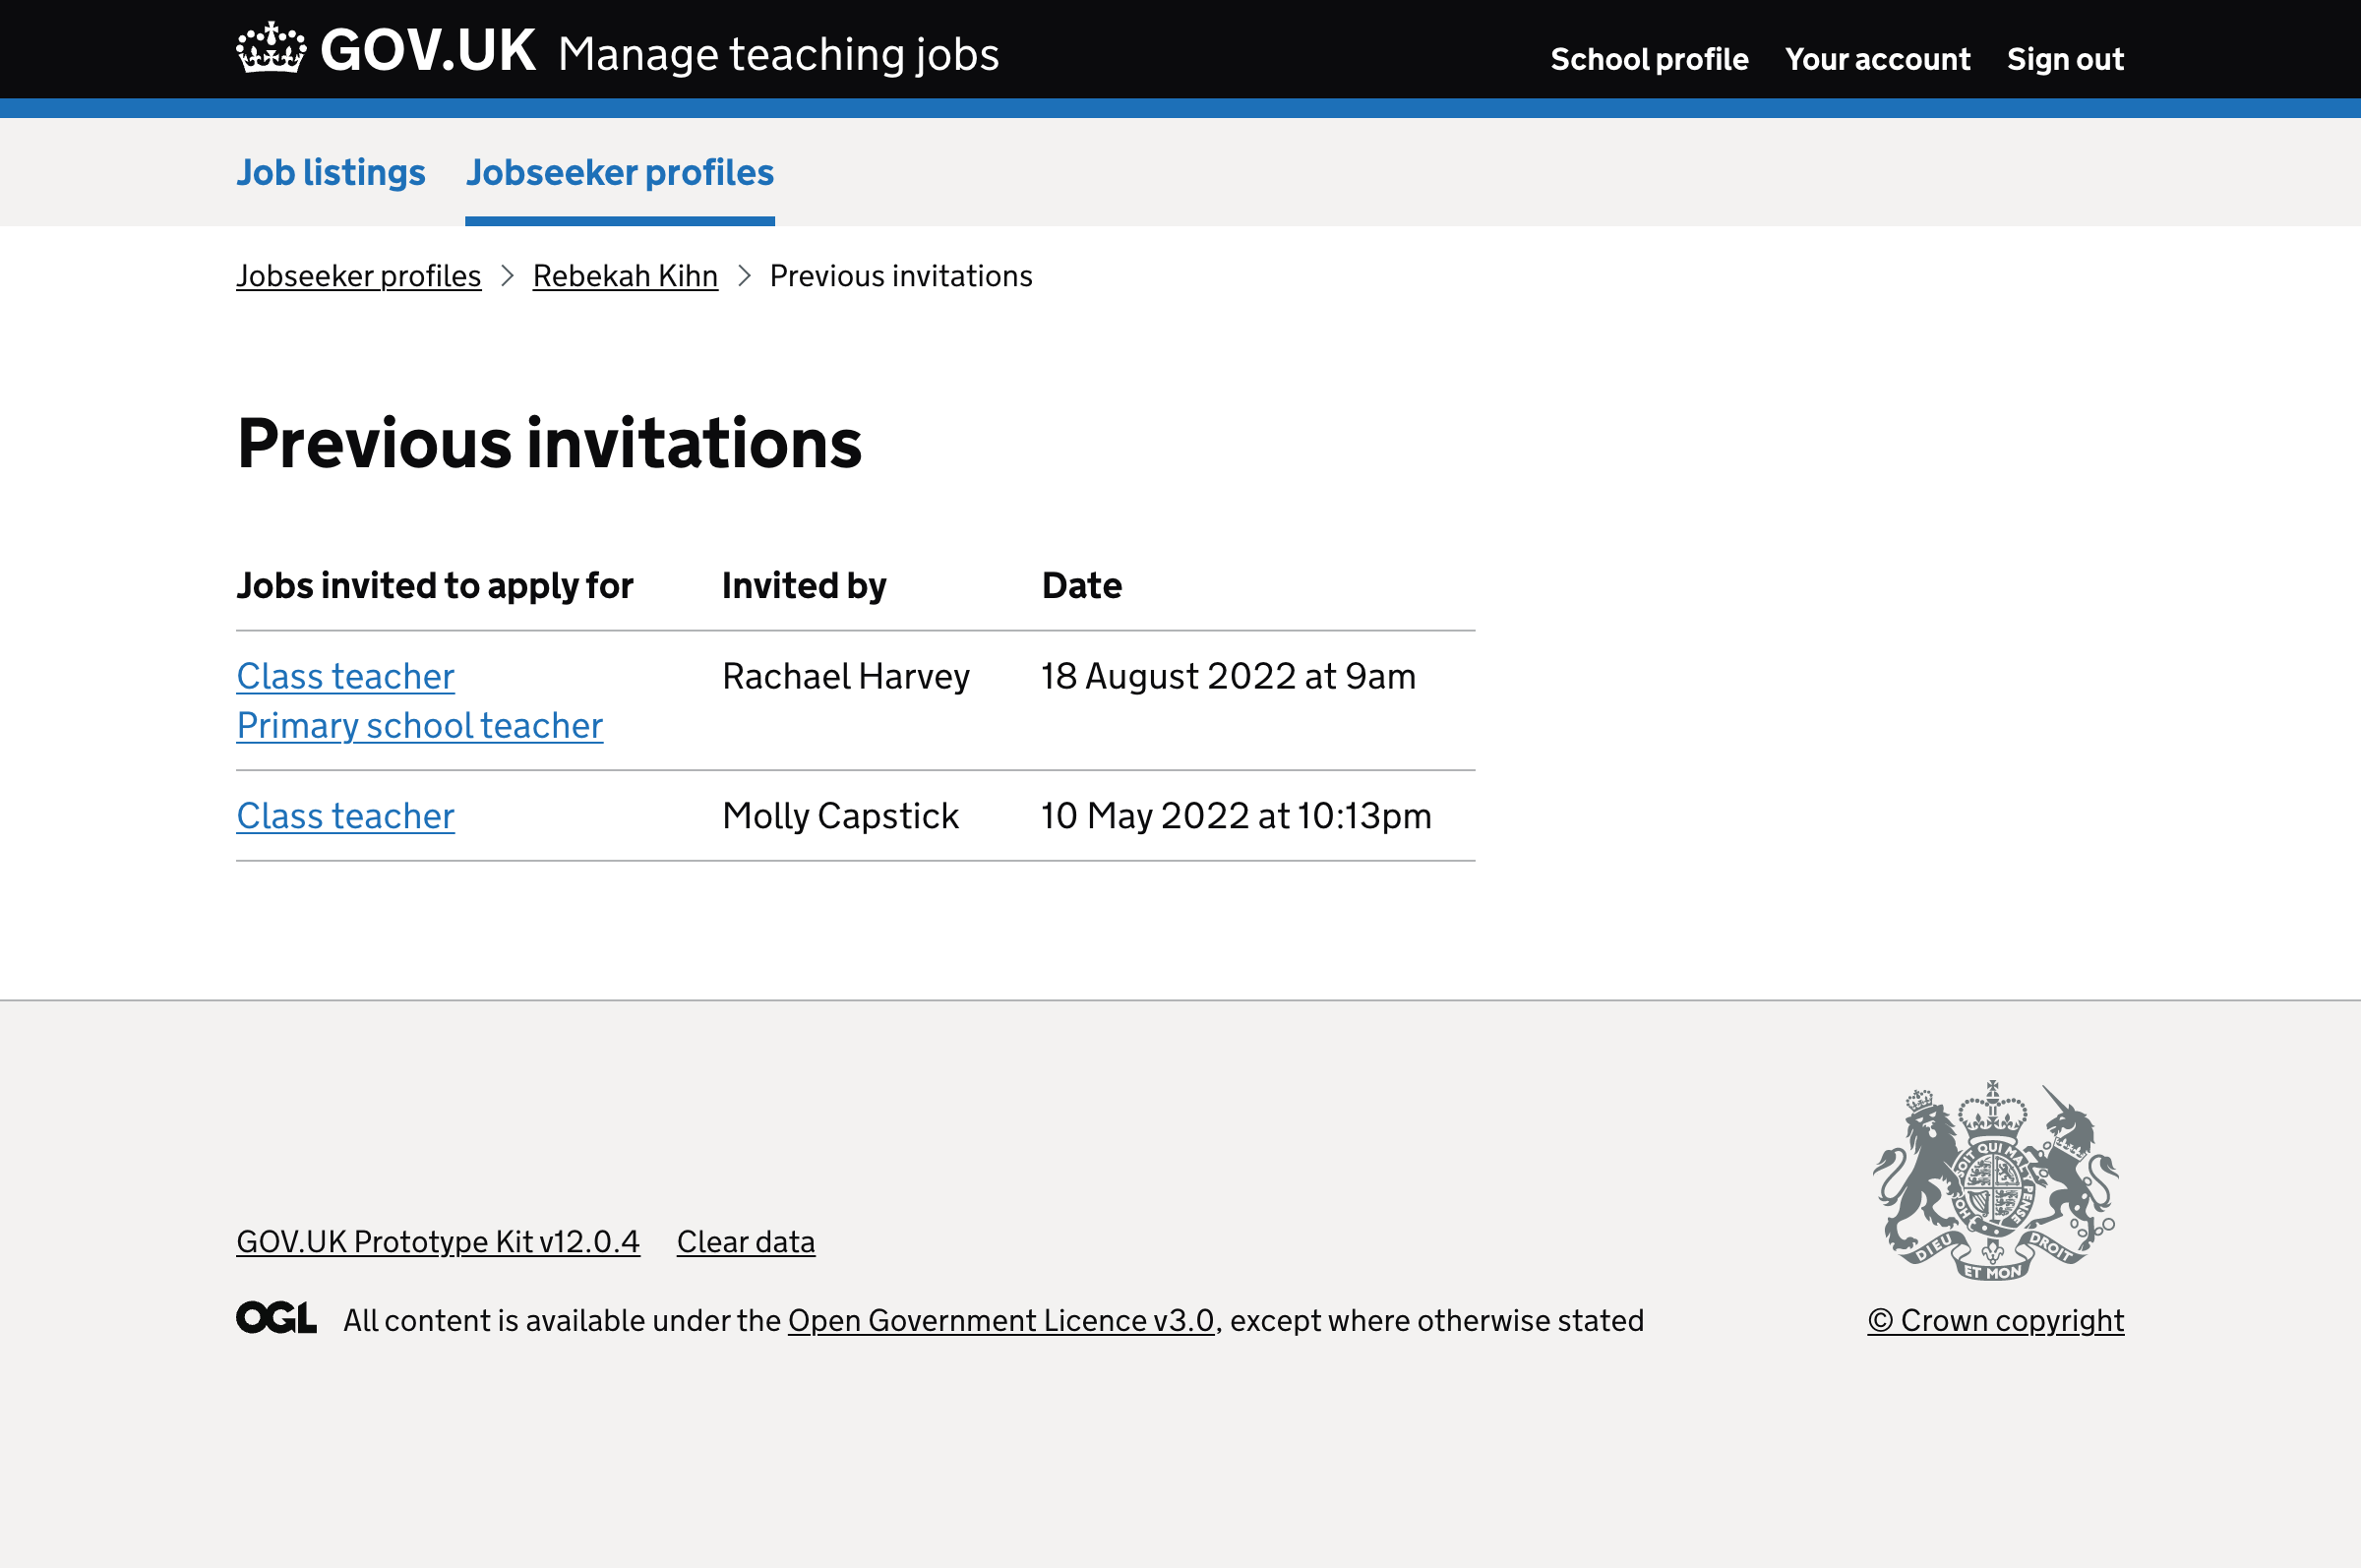 GOV.UK Manage teaching jobs
School profile Your account Sign out
Job listings Jobseeker profiles
Jobseeker profiles Rebekah Kihn Previous invitations
Previous invitations
Jobs invited to apply for Invited by Date
Class teacher Rachael Harvey 18 August 2022 at 9am
Primary school teacher
Class teacher Molly Capstick 10 May 2022 at 10:13pm
GOV.UK Prototype Kit v12.0.4 Clear data
OGL All content is available under the Open Government Licence v3.0, except where otherwise stated
SOIT QUI MAL Y PENSE
DIEU ET MON DROIT
© Crown copyright